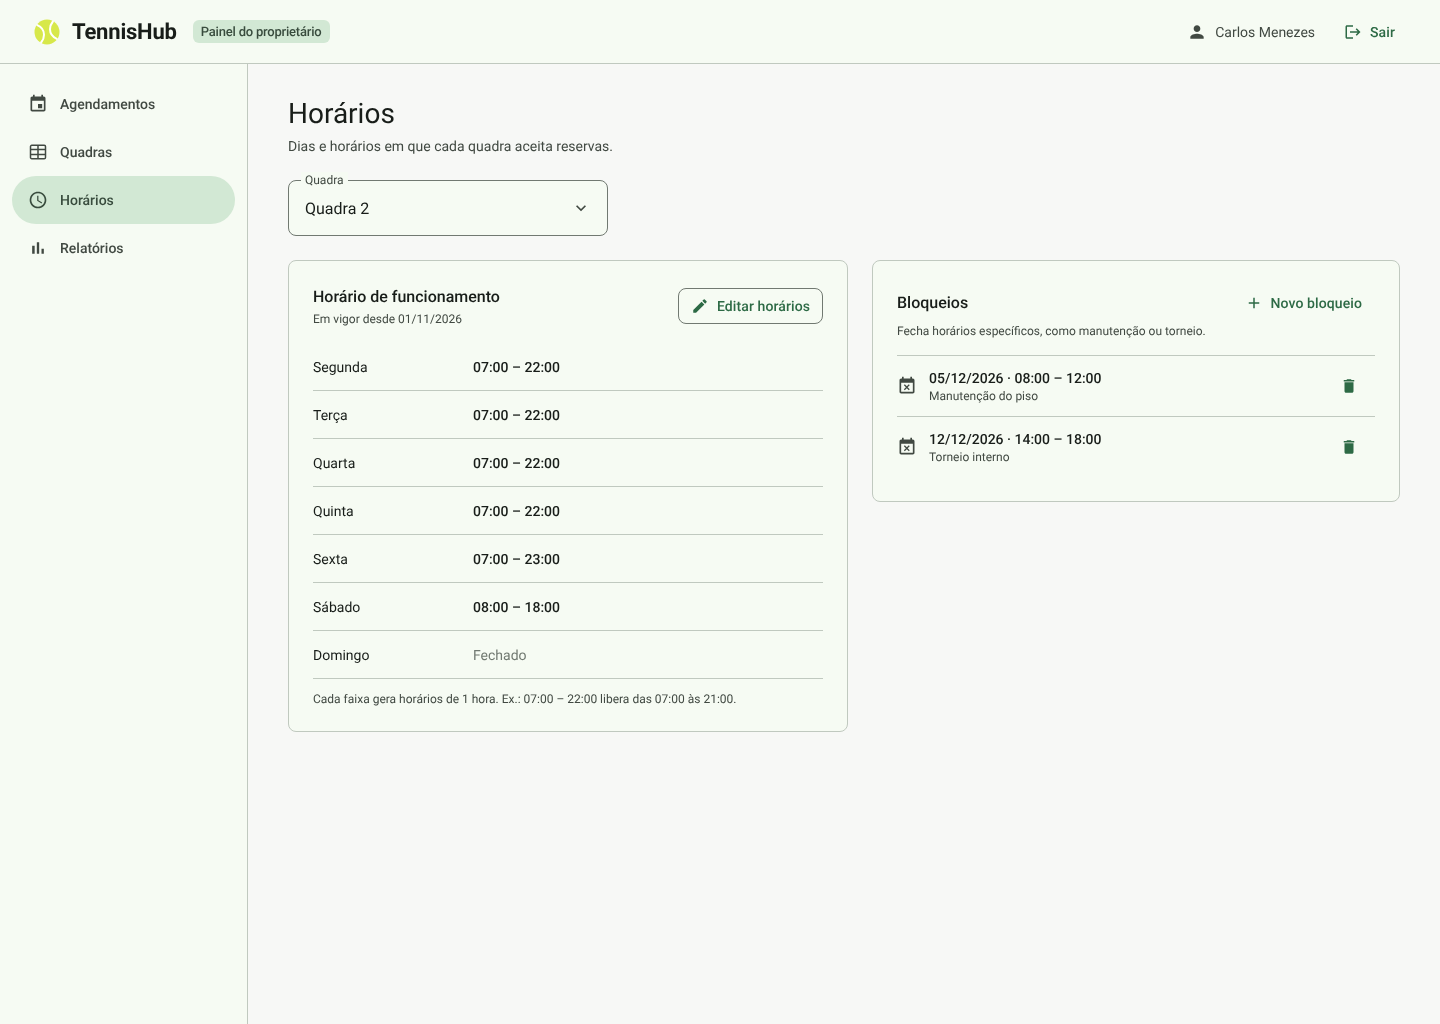 TennisHub
Painel do proprietário
Carlos Menezes
Sair
Agendamentos
Quadras
Horários
Relatórios
Horários
Dias e horários em que cada quadra aceita reservas.
Quadra
Quadra 2
Horário de funcionamento
Em vigor desde 01/11/2026
Editar horários
Segunda 07:00 – 22:00
Terça 07:00 – 22:00
Quarta 07:00 – 22:00
Quinta 07:00 – 22:00
Sexta 07:00 – 23:00
Sábado 08:00 – 18:00
Domingo Fechado
Cada faixa gera horários de 1 hora. Ex.: 07:00 – 22:00 libera das 07:00 às 21:00.
Bloqueios
Novo bloqueio
Fecha horários específicos, como manutenção ou torneio.
05/12/2026 · 08:00 – 12:00
Manutenção do piso
12/12/2026 · 14:00 – 18:00
Torneio interno